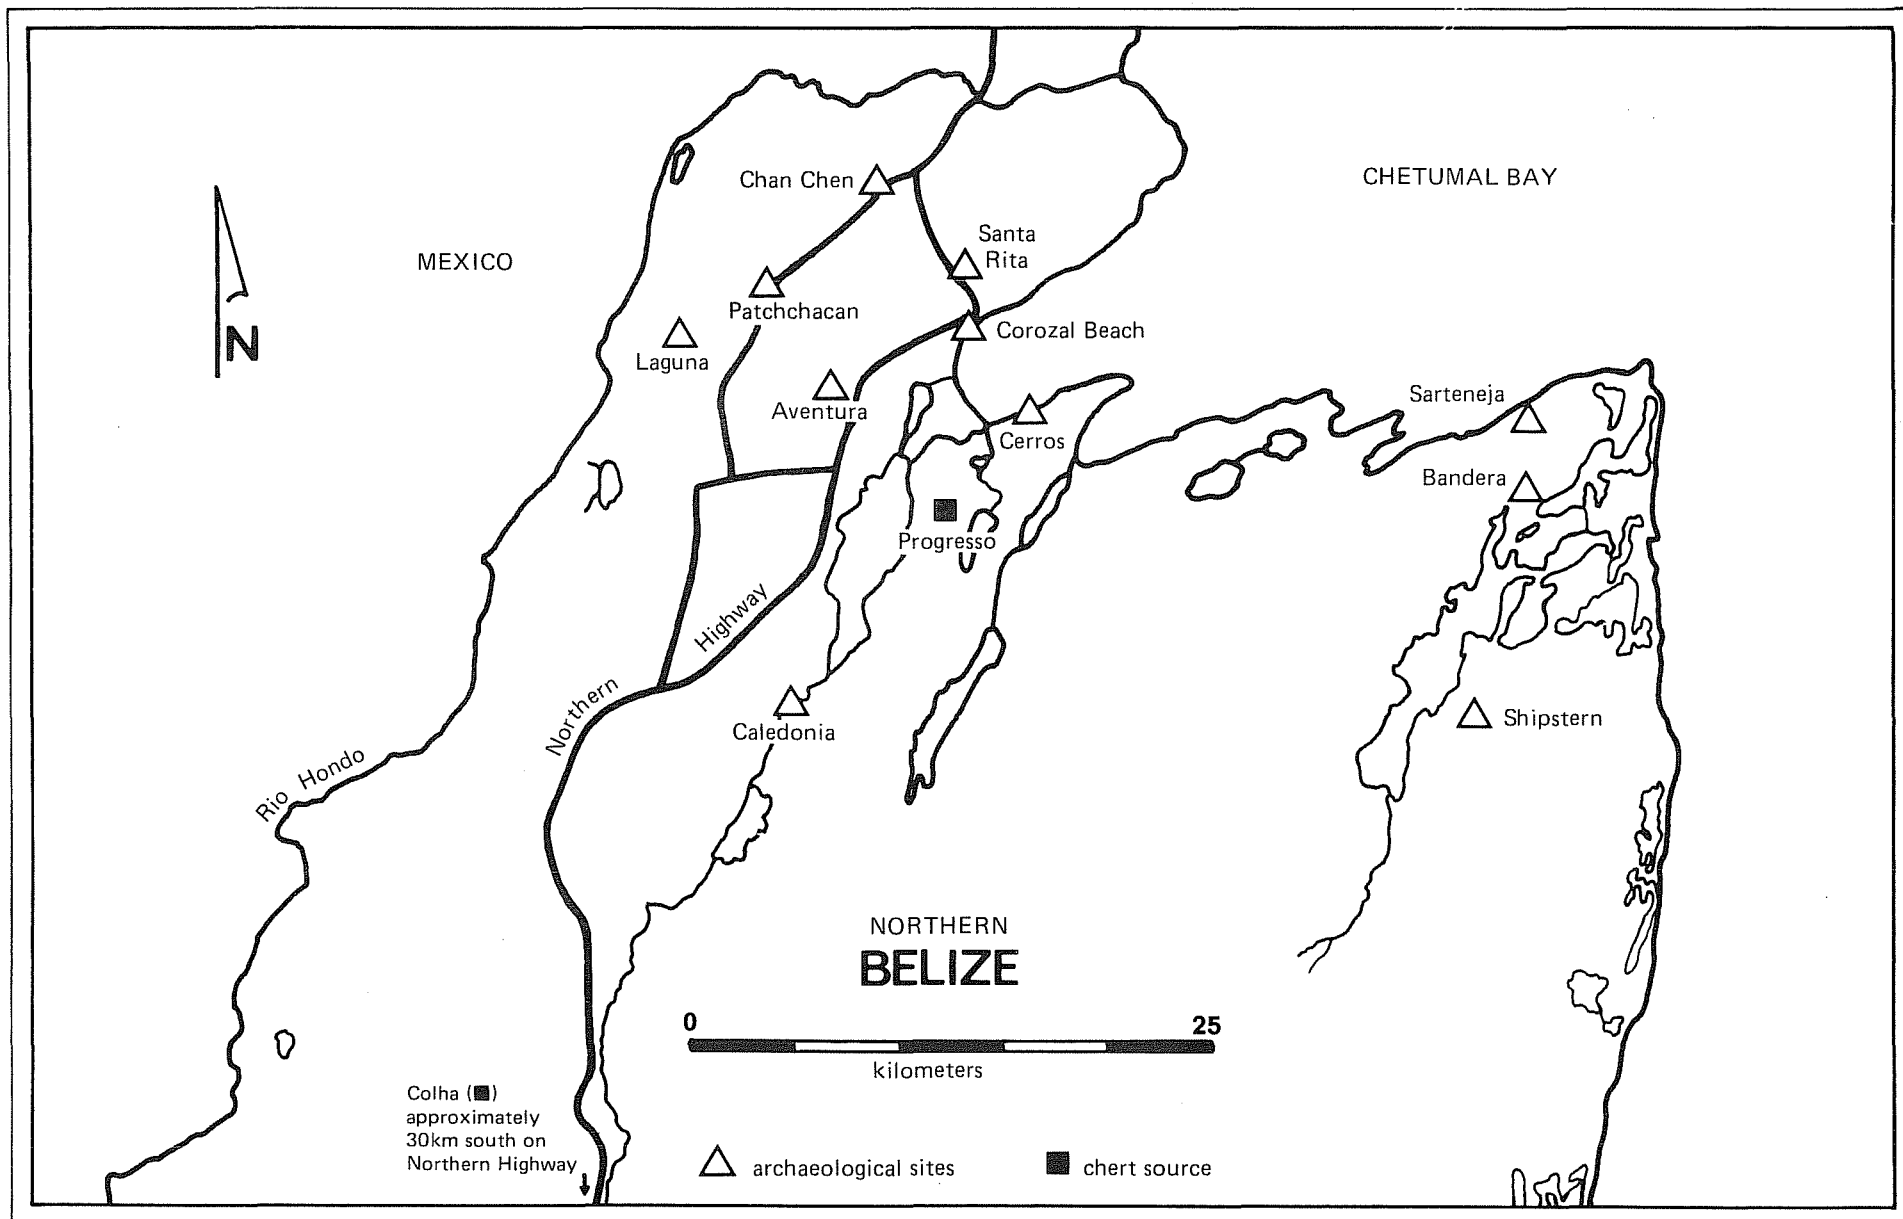 CHETUMAL BAY
Chan Chen
Santa
Rita
MEXICO
Patchchacan
Corozal Beach
N
Laguna
Aventura
Sarteneja
Cerros
Bandera
Progresso
Highway
Northern
Caledonia
Shipstern
Rio Hondo
NORTHERN
BELIZE
0 25
kilometers
Colha (■)
approximately
30km south on
Northern Highway
archaeological sites
chert source